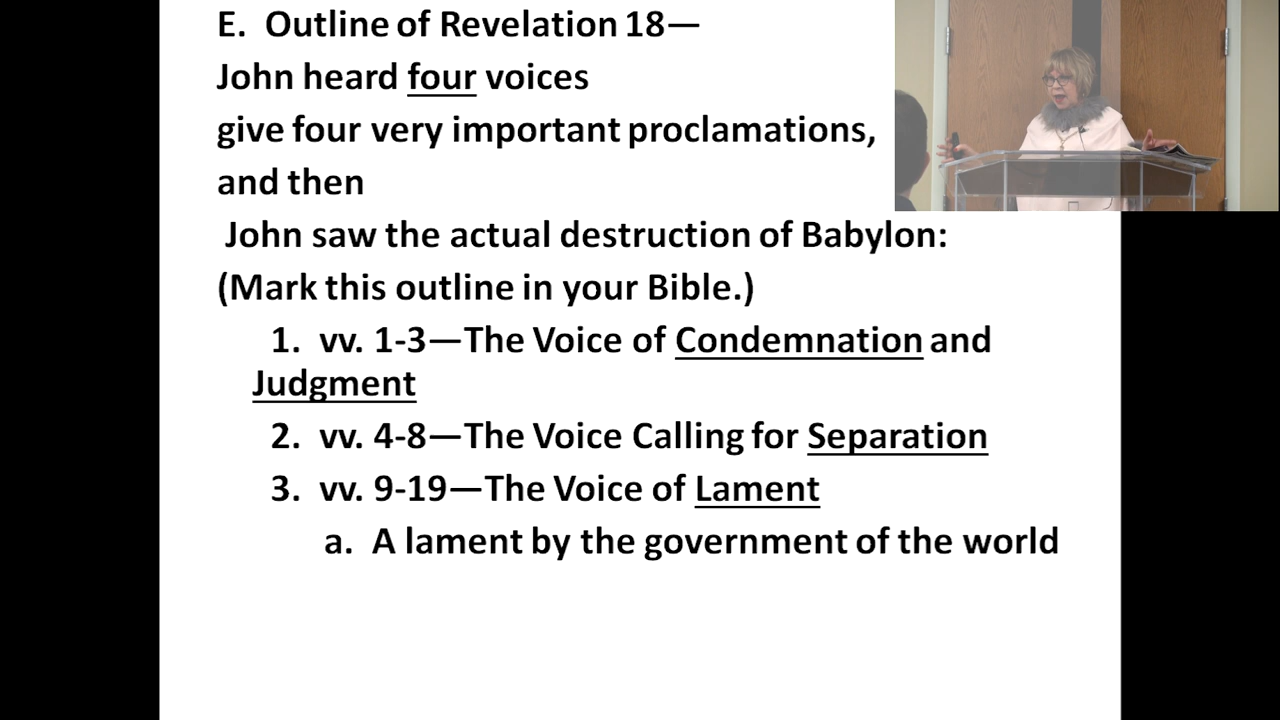 E. Outline of Revelation 18—
John heard four voices
give four very important proclamations,
and then
John saw the actual destruction of Babylon:
(Mark this outline in your Bible.)
1. vv. 1-3—The Voice of Condemnation and
Judgment
2. vv. 4-8—The Voice Calling for Separation
3. vv. 9-19—The Voice of Lament
a. A lament by the government of the world